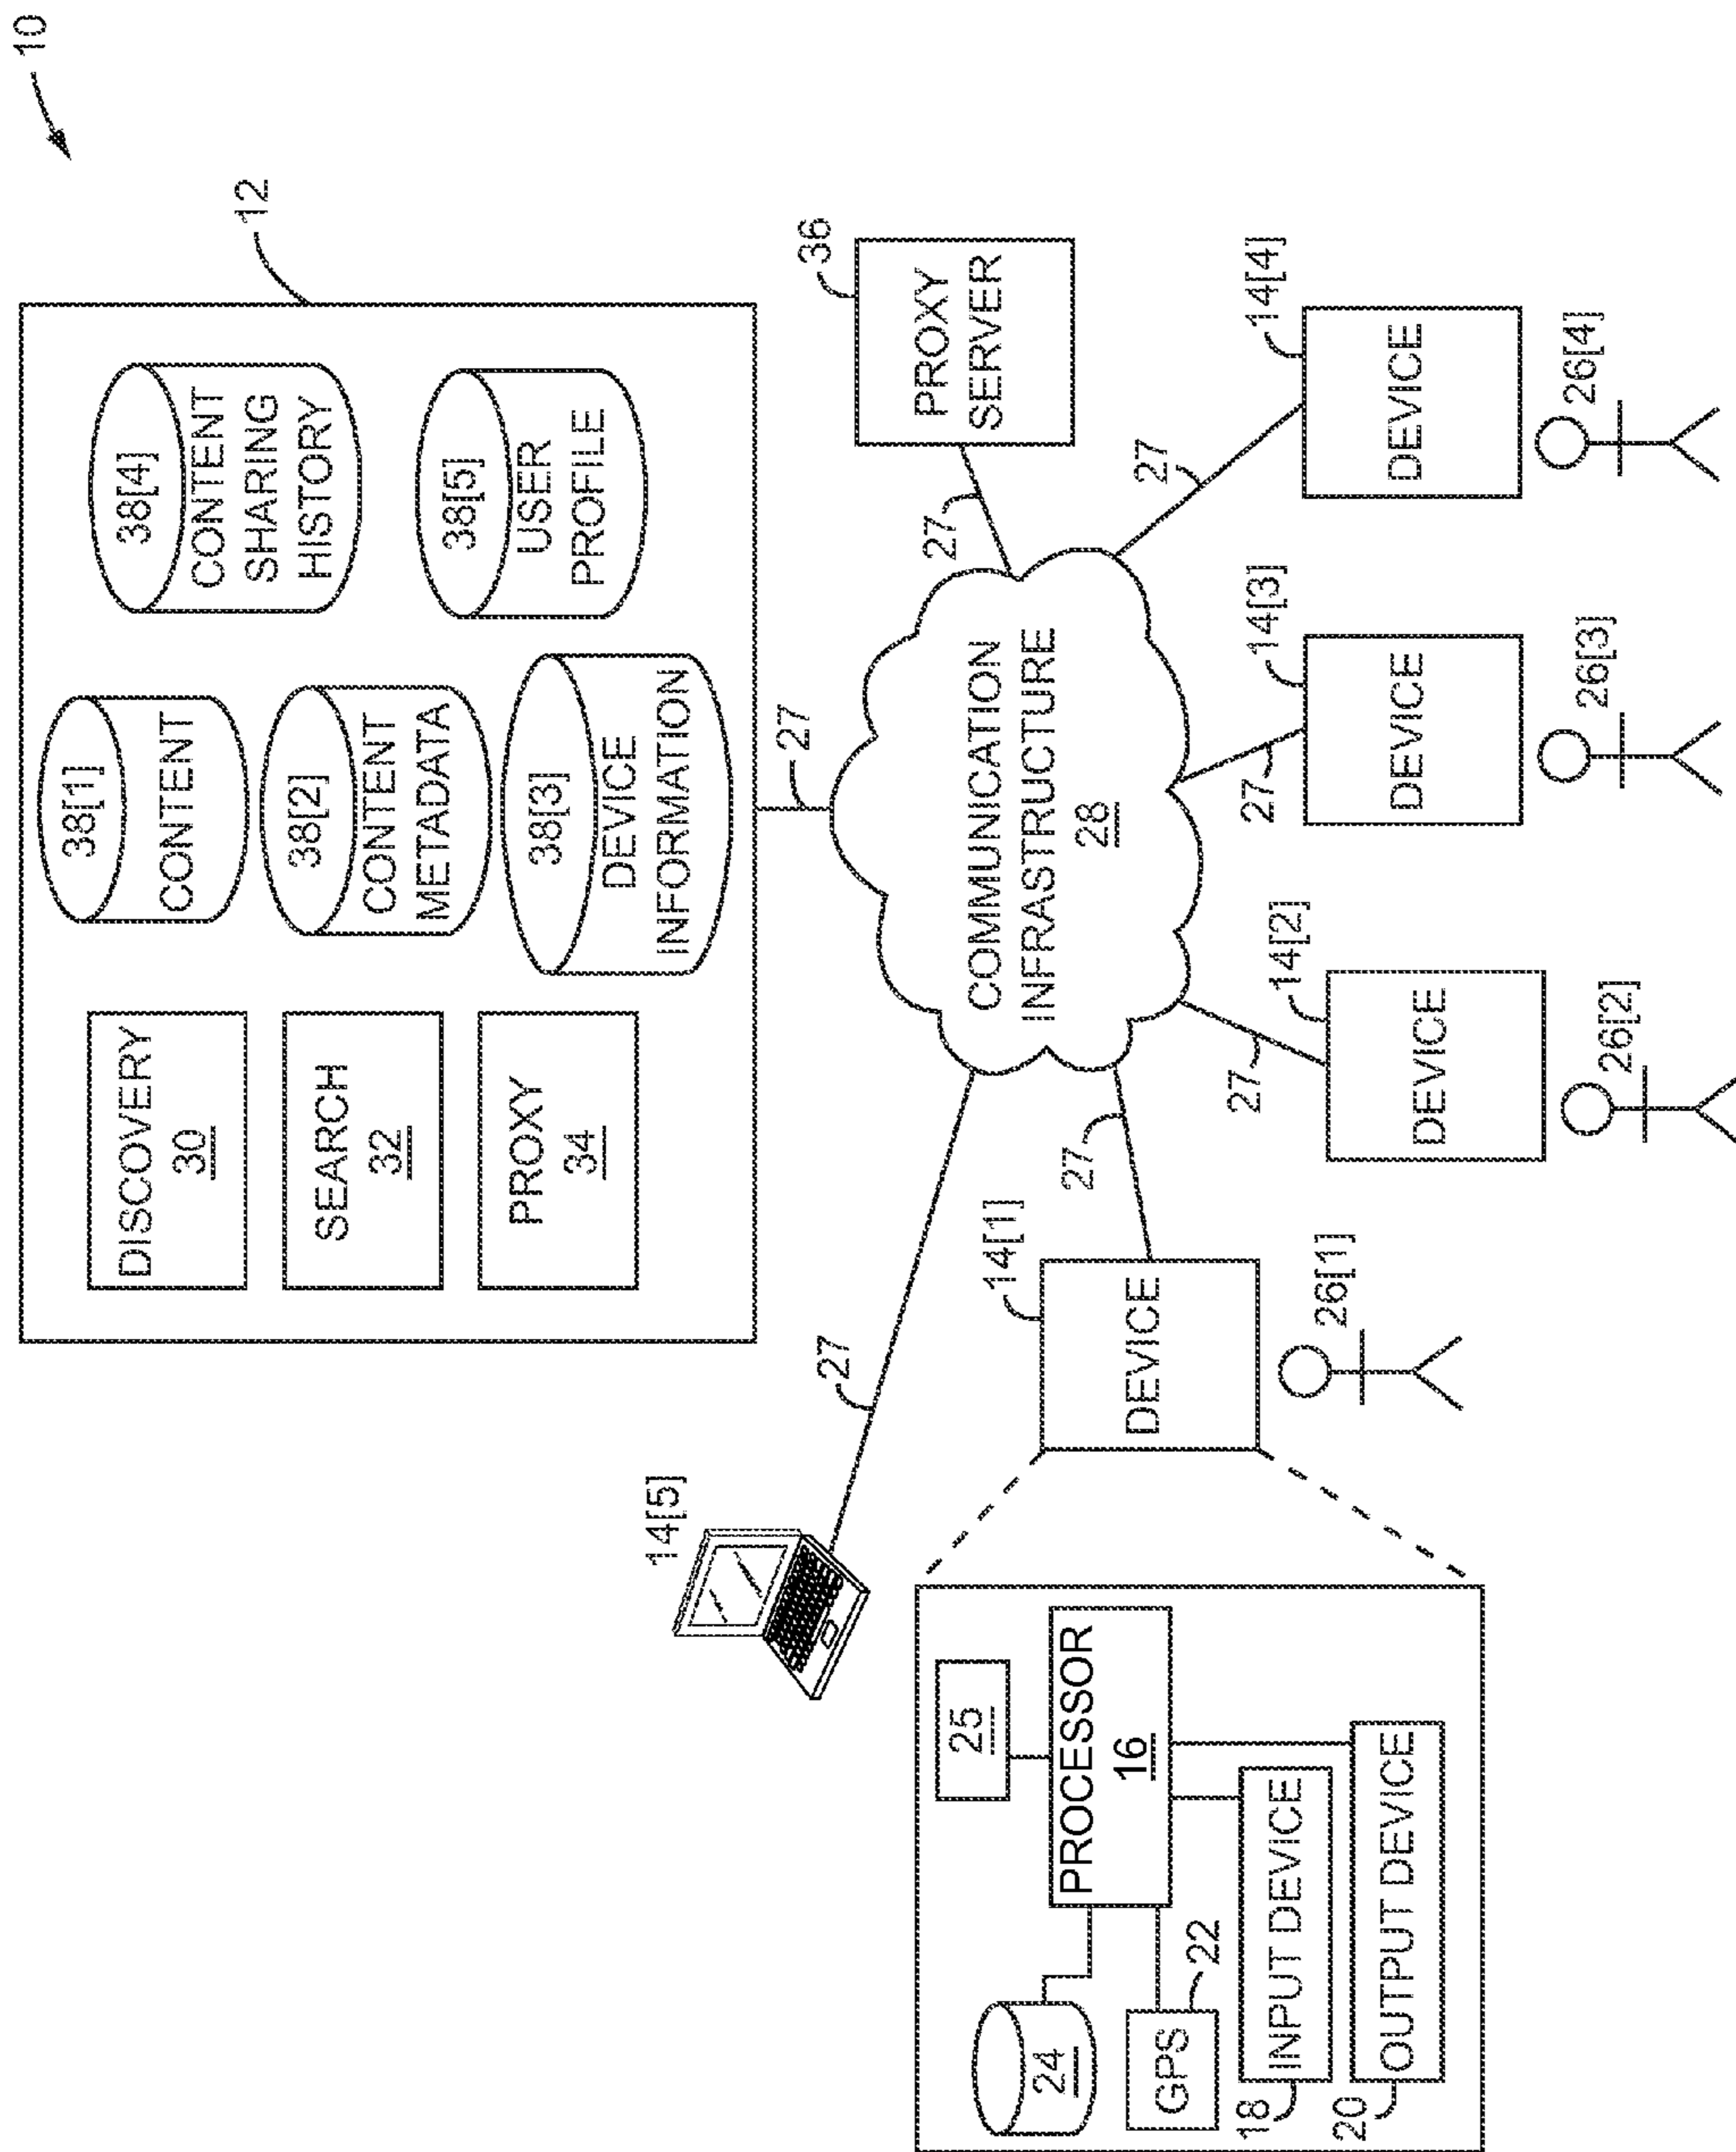 10
12
DISCOVERY
30
SEARCH
32
PROXY
34
38[1]
CONTENT
38[2]
CONTENT
METADATA
38[3]
DEVICE
INFORMATION
38[4]
CONTENT
SHARING
HISTORY
38[5]
USER
PROFILE
27
14[5]
27
COMMUNICATION
INFRASTRUCTURE
28
27
36
PROXY
SERVER
27
14[1]
DEVICE
26[1]
27
14[2]
DEVICE
26[2]
27
14[3]
DEVICE
26[3]
27
14[4]
DEVICE
26[4]
25
PROCESSOR
16
24
GPS
22
18
INPUT DEVICE
20
OUTPUT DEVICE